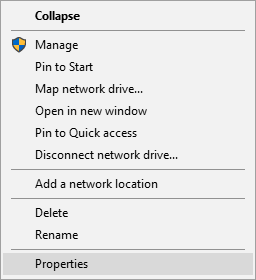 Collapse
Manage
Pin to Start
Map network drive...
Open in new window
Pin to Quick access
Disconnect network drive...
Add a network location
Delete
Rename
Properties